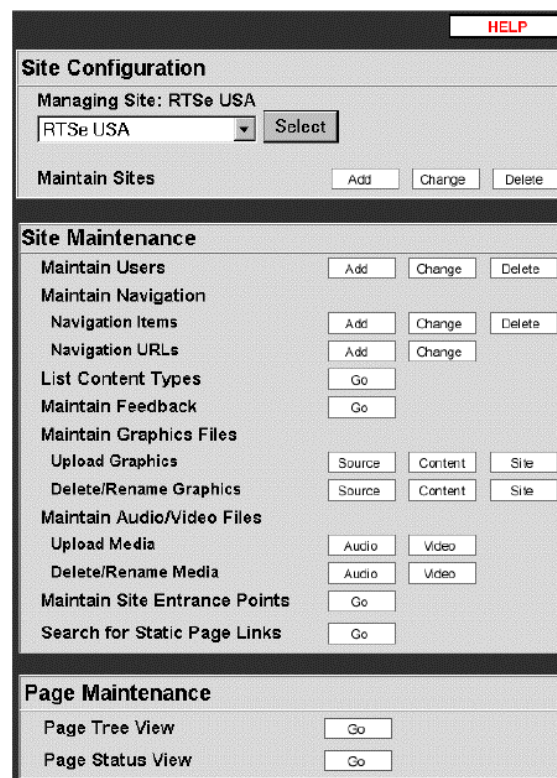 HELP
Site Configuration
Managing Site: RTSe USA
RTSe USA Select
Maintain Sites Add Change Delete
Site Maintenance
Maintain Users Add Change Delete
Maintain Navigation
Navigation Items Add Change Delete
Navigation URLs Add Change
List Content Types Go
Maintain Feedback Go
Maintain Graphics Files
Upload Graphics Source Content Site
Delete/Rename Graphics Source Content Site
Maintain Audio/Video Files
Upload Media Audio Video
Delete/Rename Media Audio Video
Maintain Site Entrance Points Go
Search for Static Page Links Go
Page Maintenance
Page Tree View Go
Page Status View Go